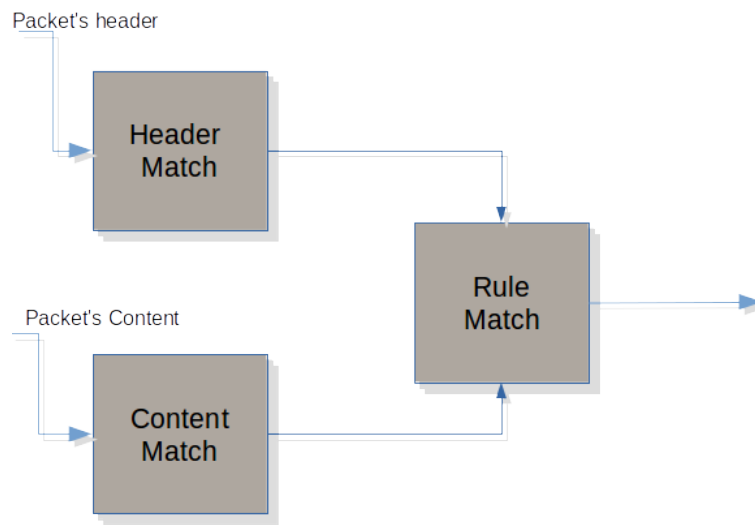 Packet's header
Header
Match
Rule
Match
Packet's Content
Content
Match